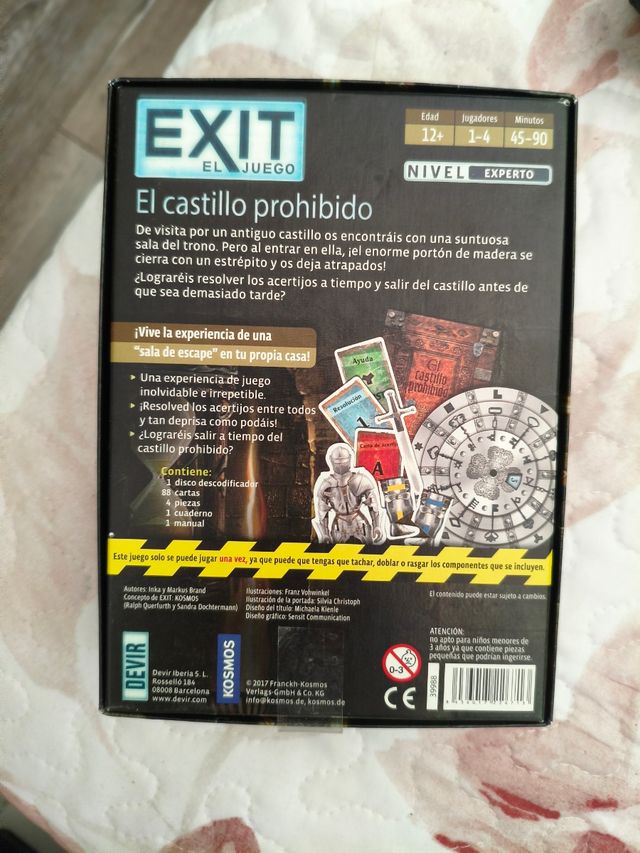 EXIT
EL JUEGO
Edad
12+
Jugadores
1-4
Minutos
45-90
NIVEL EXPERTO
El castillo prohibido
De visita por un antiguo castillo os encontráis con una suntuosa
sala del trono. Pero al entrar en ella, ¡el enorme portón de madera se
cierra con un estrépito y os deja atrapados!
¿Lograréis resolver los acertijos a tiempo y salir del castillo antes de
que sea demasiado tarde?
¡Vive la experiencia de una
"sala de escape" en tu propia casa!
Una experiencia de juego
inolvidable e irrepetible.
¡Resolved los acertijos entre todos
y tan deprisa como podáis!
¿Lograréis salir a tiempo del
castillo prohibido?
Contiene:
1 disco descodificador
88 cartas
4 piezas
1 cuaderno
1 manual
Ayuda
Resolución
A
El
castillo
prohibido
Este juego solo se puede jugar una vez, ya que puede que tengas que tachar, doblar o rasgar los componentes que se incluyen.
Autores: Inka y Markus Brand
Concepto de EXIT: KOSMOS
(Ralph Querfurth y Sandra Dochtermann)
Ilustraciones: Franz Vohwinkel
Ilustración de la portada: Silvia Christoph
Diseño del título: Michaela Kienle
Diseño gráfico: Sensit Communication
El contenido puede estar sujeto a cambios.
DEVIR
Devir Iberia S. L.
Rosselló 184
08008 Barcelona
www.devir.com
KOSMOS
© 2017 Franckh-Kosmos
Verlags-GmbH & Co. KG
info@kosmos.de, kosmos.de
0-3
CE
ATENCIÓN:
no apto para niños menores de
3 años ya que contiene piezas
pequeñas que podrían ingerirse.
39988